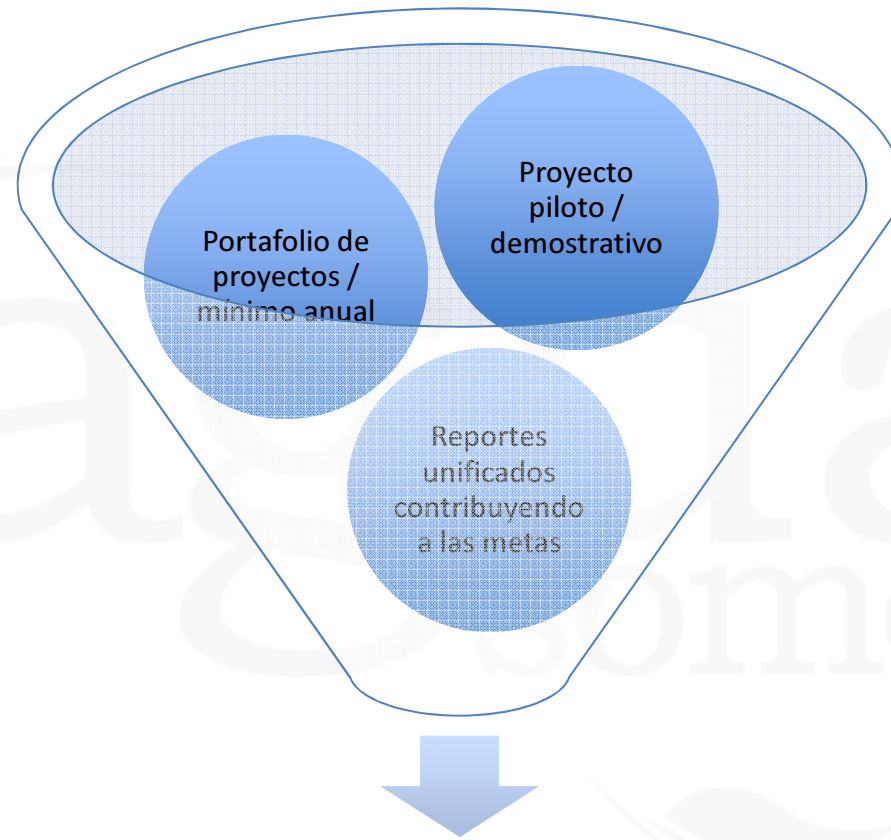 Proyecto
piloto /
demostrativo
Portafolio de
proyectos /
mínimo anual
Reportes
unificados
contribuyendo
a las metas